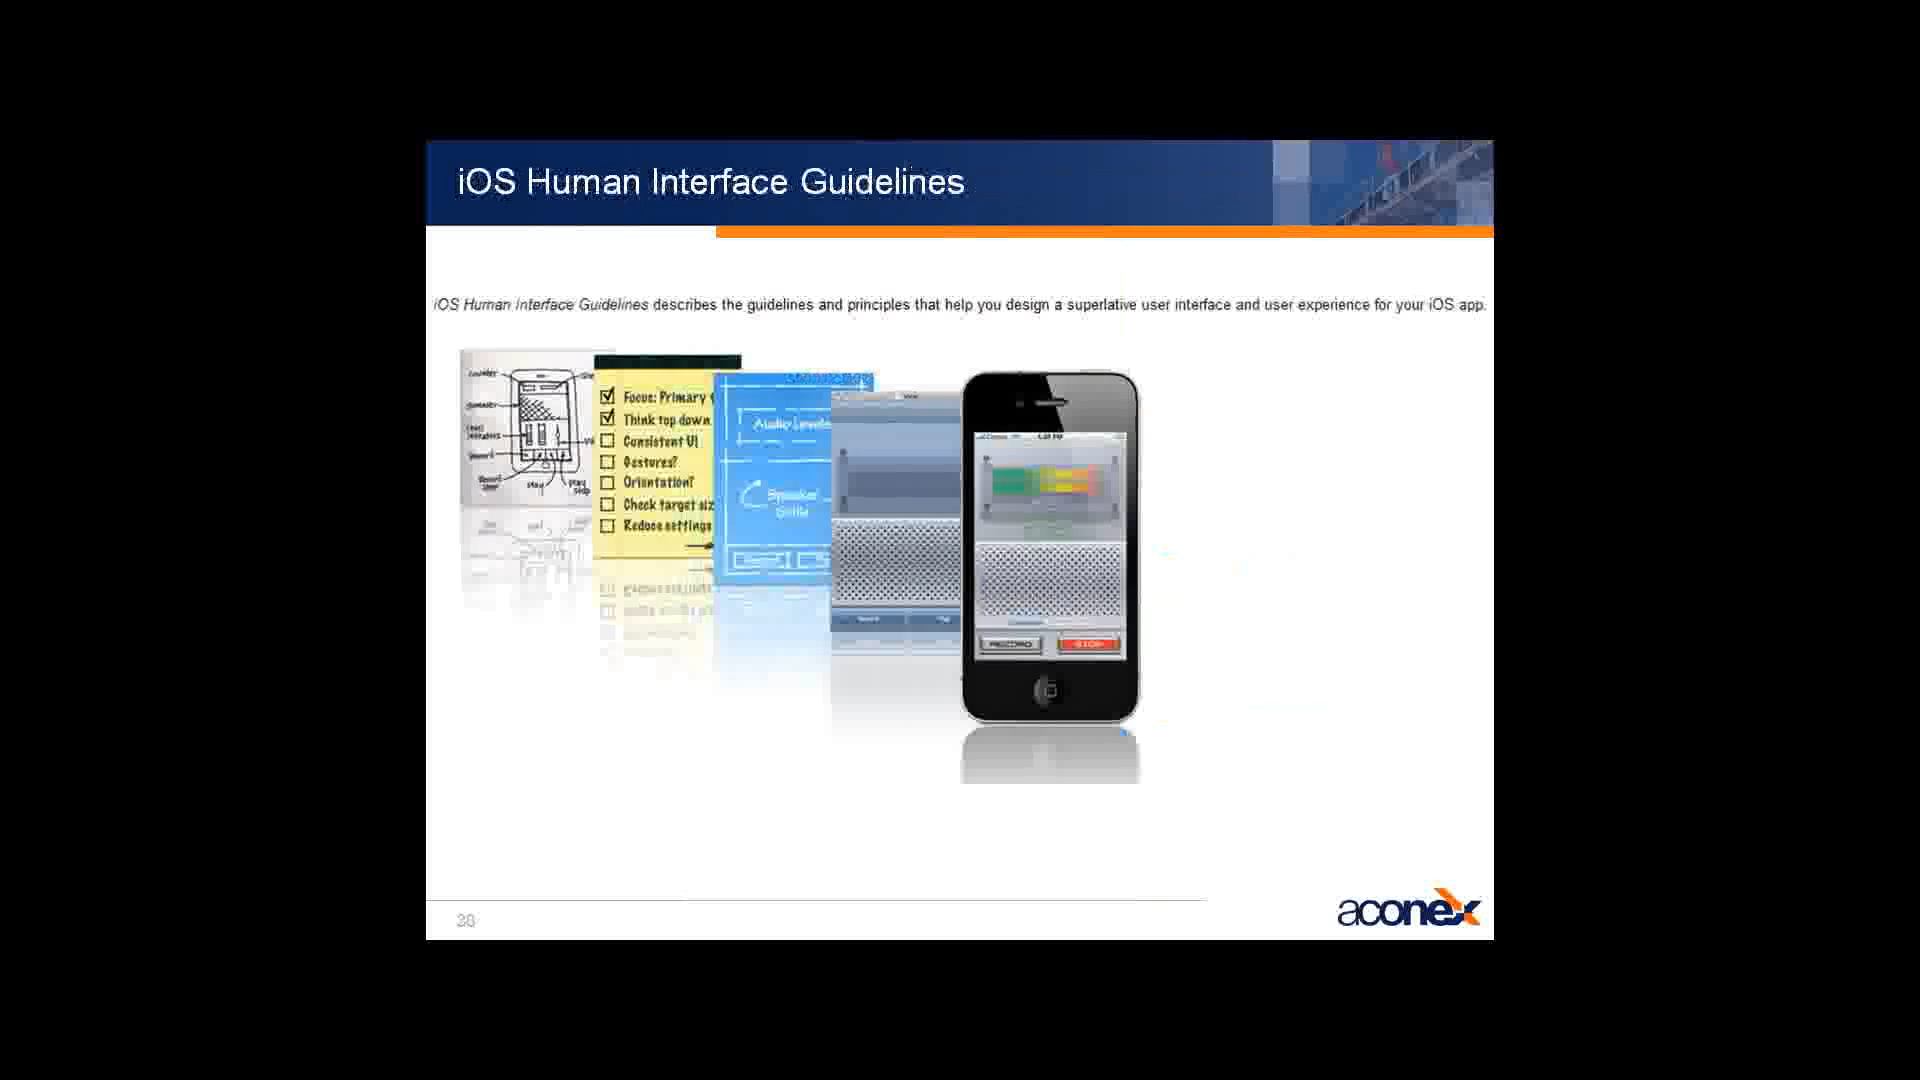 iOS Human Interface Guidelines
iOS Human Interface Guidelines describes the guidelines and principles that help you design a superlative user interface and user experience for your iOS app.
Focus: Primary
Think top down
Consistent UI
Gestures?
Orientation?
Check target siz
Reduce settings
Audio Levels
Speaker
Grille
Play
RECORD
STOP
38
aconex